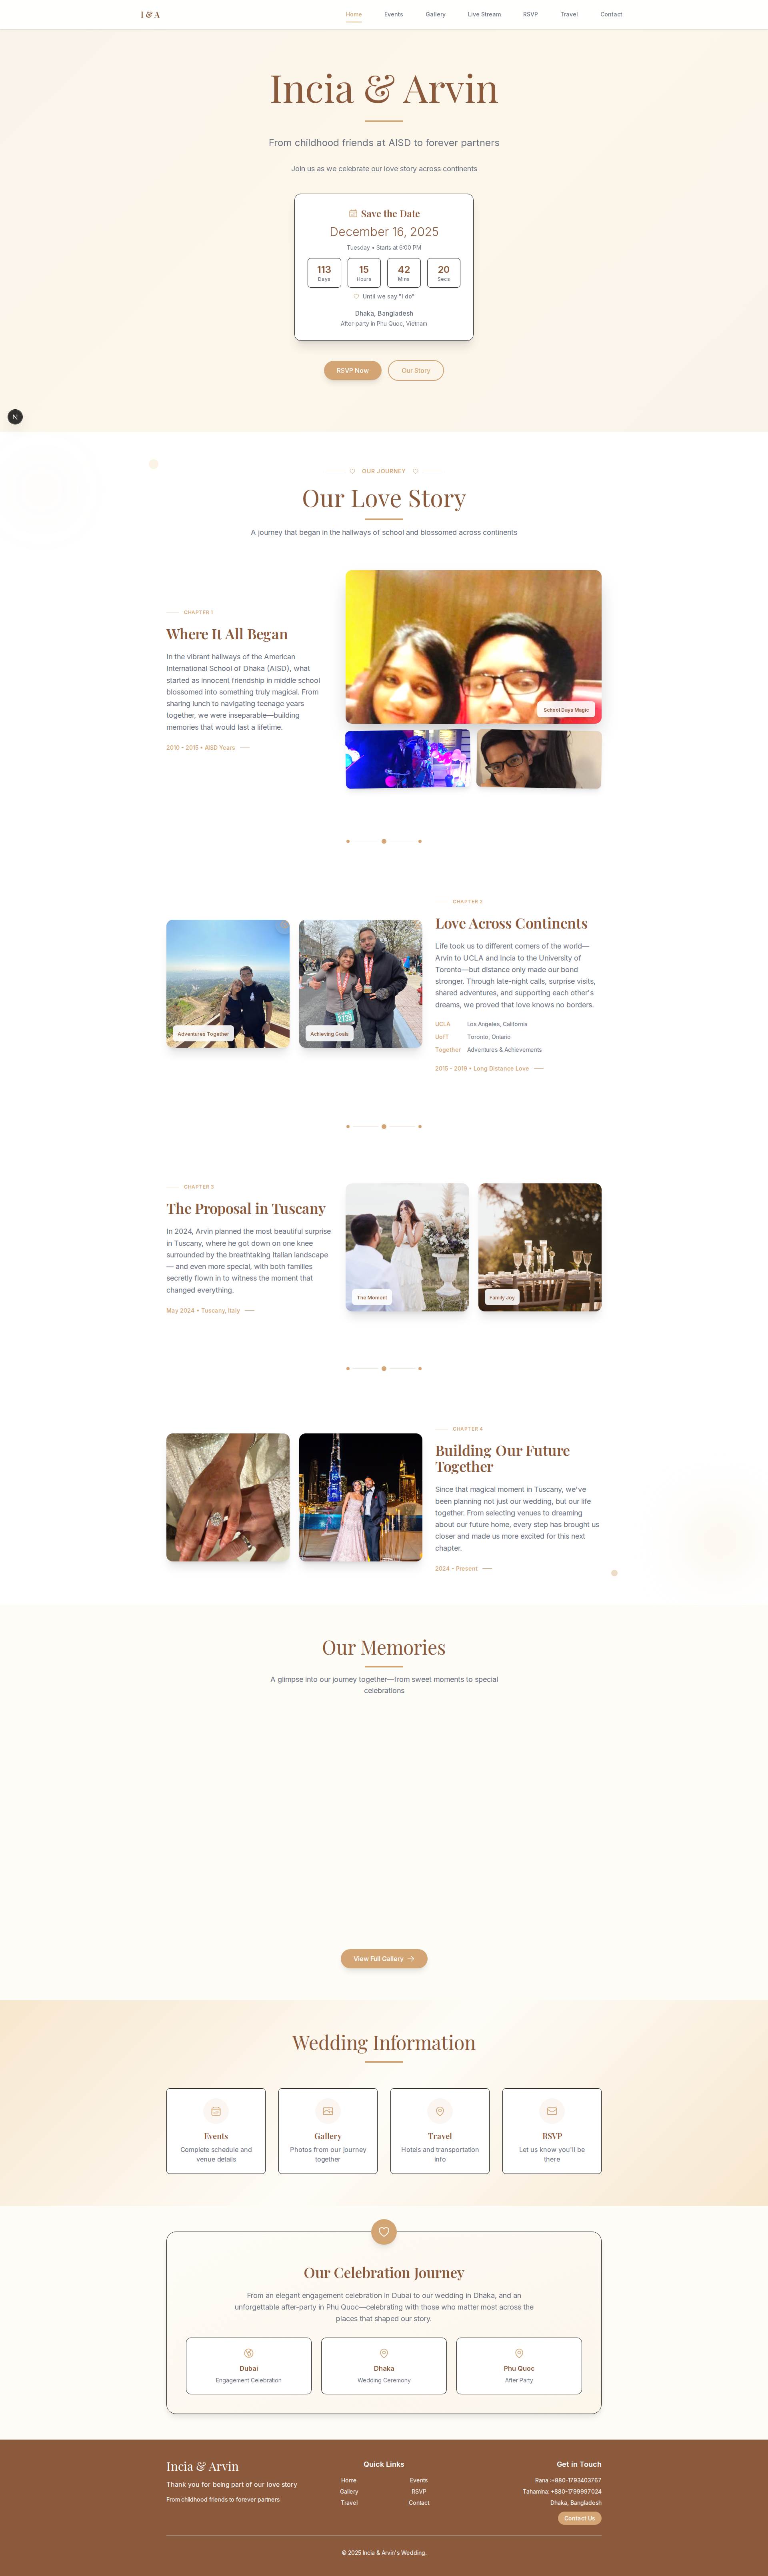 I & A
Home Events Gallery Live Stream RSVP Travel Contact
Incia & Arvin
From childhood friends at AISD to forever partners
Join us as we celebrate our love story across continents
Save the Date
December 16, 2025
Tuesday • Starts at 6:00 PM
113 15 42 20
Days Hours Mins Secs
Until we say "I do"
Dhaka, Bangladesh
After-party in Phu Quoc, Vietnam
RSVP Now Our Story
N
OUR JOURNEY
Our Love Story
A journey that began in the hallways of school and blossomed across continents
CHAPTER 1
Where It All Began
In the vibrant hallways of the American
International School of Dhaka (AISD), what
started as innocent friendship in middle school
blossomed into something truly magical. From
sharing lunch to navigating teenage years
together, we were inseparable—building
memories that would last a lifetime.
2010 - 2015 • AISD Years
School Days Magic
CHAPTER 2
Love Across Continents
Life took us to different corners of the world—
Arvin to UCLA and Incia to the University of
Toronto—but distance only made our bond
stronger. Through late-night calls, surprise visits,
shared adventures, and supporting each other's
dreams, we proved that love knows no borders.
UCLA Los Angeles, California
UofT Toronto, Ontario
Together Adventures & Achievements
2015 - 2019 • Long Distance Love
Adventures Together
2138
Achieving Goals
CHAPTER 3
The Proposal in Tuscany
In 2024, Arvin planned the most beautiful surprise
in Tuscany, where he got down on one knee
surrounded by the breathtaking Italian landscape
— and even more special, with both families
secretly flown in to witness the moment that
changed everything.
May 2024 • Tuscany, Italy
The Moment
Family Joy
CHAPTER 4
Building Our Future
Together
Since that magical moment in Tuscany, we've
been planning not just our wedding, but our life
together. From selecting venues to dreaming
about our future home, every step has brought us
closer and made us more excited for this next
chapter.
2024 - Present
Our Memories
A glimpse into our journey together—from sweet moments to special
celebrations
View Full Gallery
Wedding Information
Events
Complete schedule and
venue details
Gallery
Photos from our journey
together
Travel
Hotels and transportation
info
RSVP
Let us know you'll be
there
Our Celebration Journey
From an elegant engagement celebration in Dubai to our wedding in Dhaka, and an
unforgettable after-party in Phu Quoc—celebrating with those who matter most across the
places that shaped our story.
Dubai
Engagement Celebration
Dhaka
Wedding Ceremony
Phu Quoc
After Party
Incia & Arvin
Thank you for being part of our love story
From childhood friends to forever partners
Quick Links
Home Events
Gallery RSVP
Travel Contact
Get in Touch
Rana :+880-1793403767
Tahamina: +880-1799997024
Dhaka, Bangladesh
Contact Us
© 2025 Incia & Arvin's Wedding.